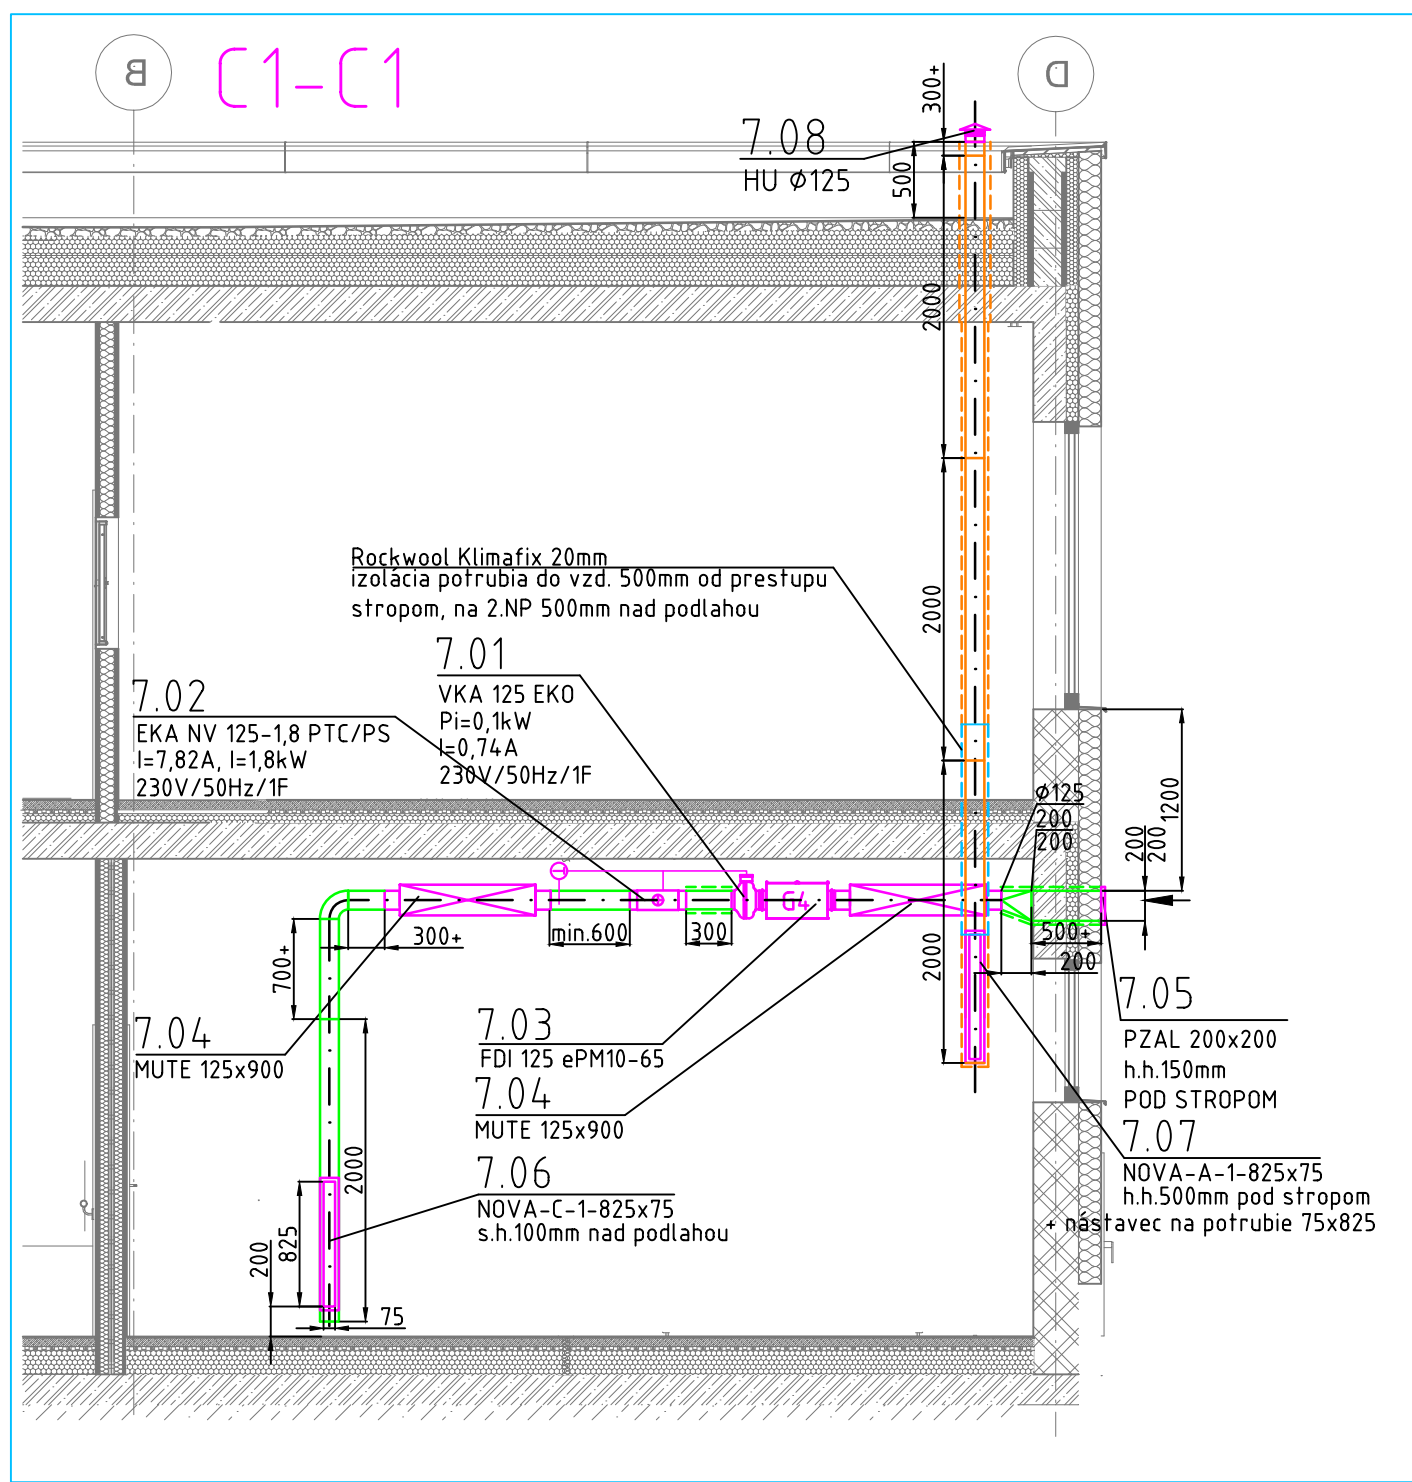 B
C1-C1
D
300+
7.08
HU Ø125
500
2000
Rockwool Klimafix 20mm
izolácia potrubia do vzd. 500mm od prestupu
stropom, na 2.NP 500mm nad podlahou
2000
7.01
VKA 125 EKO
Pi=0,1kW
I=0,74A
230V/50Hz/1F
7.02
EKA NV 125-1,8 PTC/PS
I=7,82A, I=1,8kW
230V/50Hz/1F
Ø125
200
200
1200
200
200
T
G4
300+
min.600
300
500+
200
700+
2000
7.04
MUTE 125x900
7.03
FDI 125 ePM10-65
7.04
MUTE 125x900
7.05
PZAL 200x200
h.h.150mm
POD STROPOM
7.06
NOVA-C-1-825x75
s.h.100mm nad podlahou
7.07
NOVA-A-1-825x75
h.h.500mm pod stropom
+ nástavec na potrubie 75x825
2000
825
200
75